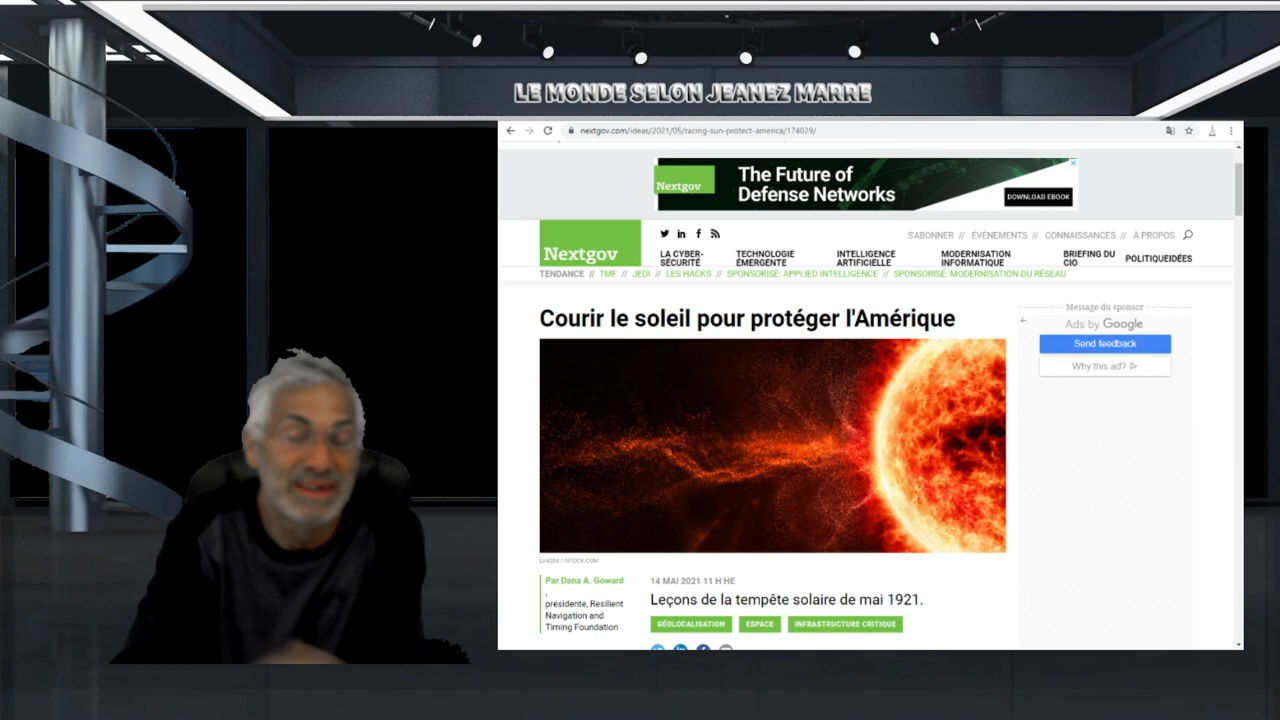 LE MONDE SELON JEANEZ MARRE
nextgov.com/ideas/2021/05/racing-sun-protect-america/174029/
Nextgov
The Future of
Defense Networks
DOWNLOAD EBOOK
Nextgov
S'ABONNER // ÉVÉNEMENTS // CONNAISSANCES // À PROPOS
LA CYBER-
SÉCURITÉ
TECHNOLOGIE
ÉMERGENTE
INTELLIGENCE
ARTIFICIELLE
MODERNISATION
INFORMATIQUE
BRIEFING DU
CIO
POLITIQUEIDÉES
TENDANCE // TMF // JEDI // LES HACKS // SPONSORISÉ: APPLIED INTELLIGENCE // SPONSORISÉ: MODERNISATION DU RÉSEAU
Courir le soleil pour protéger l'Amérique
Message du sponsor
Ads by Google
Send feedback
Why this ad?
LV4260 / ISTOCK.COM
Par Dana A. Goward
,
présidente, Resilient
Navigation and
Timing Foundation
14 MAI 2021 11 H HE
Leçons de la tempête solaire de mai 1921.
GÉOLOCALISATION
ESPACE
INFRASTRUCTURE CRITIQUE